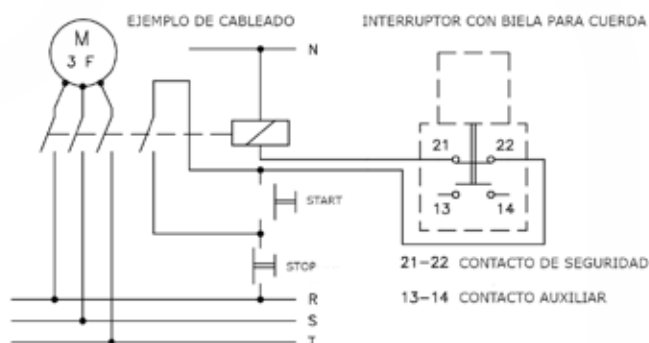 EJEMPLO DE CABLEADO
INTERRUPTOR CON BIELA PARA CUERDA
M
3 F
N
21 22
13 14
START
STOP
21-22 CONTACTO DE SEGURIDAD
13-14 CONTACTO AUXILIAR
R
S
T